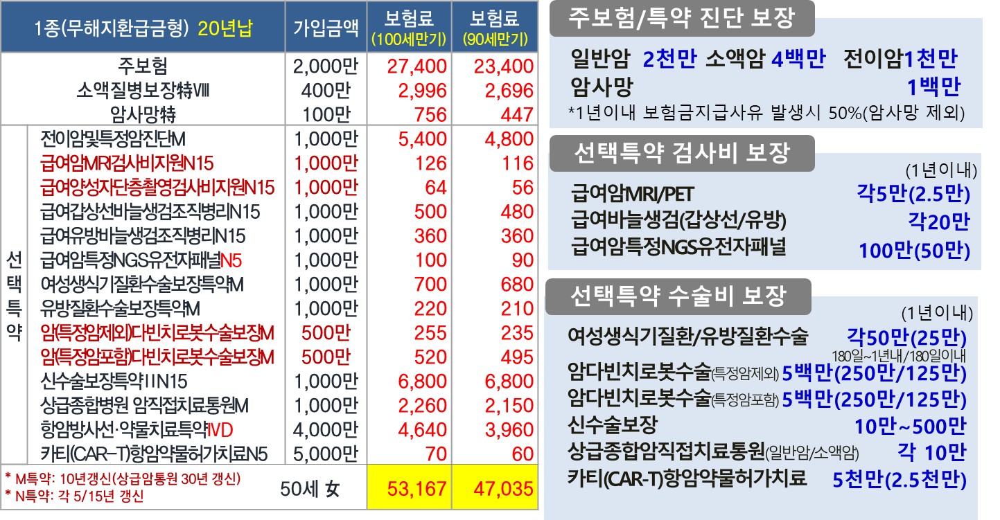 1종(무해지환급금형) 20년납 가입금액 보험료 (100세만기) 보험료 (90세만기)
주보험 2,000만 27,400 23,400
소액질병보장特Ⅷ 400만 2,996 2,696
암사망特 100만 756 447
선택특약
전이암및특정암진단M 1,000만 5,400 4,800
급여암MRI검사비지원N15 1,000만 126 116
급여양성자단층촬영검사비지원N15 1,000만 64 56
급여갑상선바늘생검조직병리N15 1,000만 500 480
급여유방바늘생검조직병리N15 1,000만 360 360
급여암특정NGS유전자패널N5 1,000만 100 90
여성생식기질환수술보장특약M 1,000만 700 680
유방질환수술보장특약M 1,000만 220 210
암(특정암제외)다빈치로봇수술보장M 500만 255 235
암(특정암포함)다빈치로봇수술보장M 500만 520 495
신수술보장특약ⅠⅠN15 1,000만 6,800 6,800
상급종합병원 암직접치료통원M 1,000만 2,260 2,150
항암방사선·약물치료특약ⅣD 4,000만 4,640 3,960
카티(CAR-T)항암약물허가치료N5 5,000만 70 60
* M특약: 10년갱신(상급암통원 30년 갱신)
* N특약: 각 5/15년 갱신
50세 女 53,167 47,035
주보험/특약 진단 보장
일반암 2천만 소액암 4백만 전이암1천만
암사망 1백만
*1년이내 보험금지급사유 발생시 50%(암사망 제외)
선택특약 검사비 보장
(1년이내)
급여암MRI/PET 각5만(2.5만)
급여바늘생검(갑상선/유방) 각20만
급여암특정NGS유전자패널 100만(50만)
선택특약 수술비 보장
(1년이내)
여성생식기질환/유방질환수술 각50만(25만)
180일~1년내/180일이내
암다빈치로봇수술(특정암제외) 5백만(250만/125만)
암다빈치로봇수술(특정암포함) 5백만(250만/125만)
신수술보장 10만~500만
상급종합암직접치료통원(일반암/소액암) 각 10만
카티(CAR-T)항암약물허가치료 5천만(2.5천만)